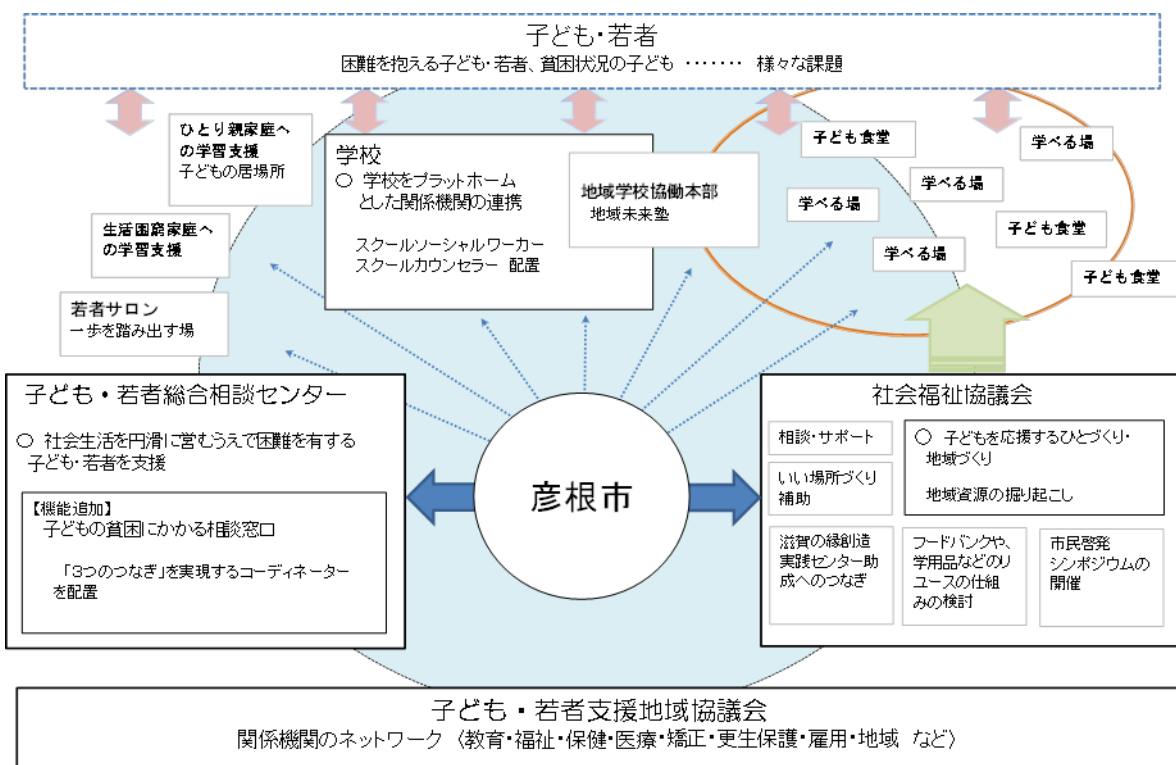 子ども・若者
困難を抱える子ども・若者、貧困状況の子ども ‥‥‥‥ 様々な課題
ひとり親家庭へ
の学習支援
子どもの居場所
生活困窮家庭へ
の学習支援
若者サロン
一歩を踏み出す場
学校
○ 学校をプラットホーム
とした関係機関の連携
スクールソーシャルワーカー
スクールカウンセラー 配置
地域学校協働本部
地域未来塾
子ども食堂
学べる場
学べる場
学べる場
子ども食堂
学べる場
子ども食堂
子ども・若者総合相談センター
○ 社会生活を円滑に営むうえで困難を有する
子ども・若者を支援
【機能追加】
子どもの貧困にかかる相談窓口
「3つのつなぎ」を実現するコーディネーター
を配置
彦根市
社会福祉協議会
相談・サポート
いい場所づくり
補助
○ 子どもを応援するひとづくり・
地域づくり
地域資源の掘り起こし
滋賀の縁創造
実践センター助
成へのつなぎ
フードバンクや、
学用品などのリ
ユースの仕組
みの検討
市民啓発
シンポジウムの
開催
子ども・若者支援地域協議会
関係機関のネットワーク （教育・福祉・保健・医療・矯正・更生保護・雇用・地域 など）